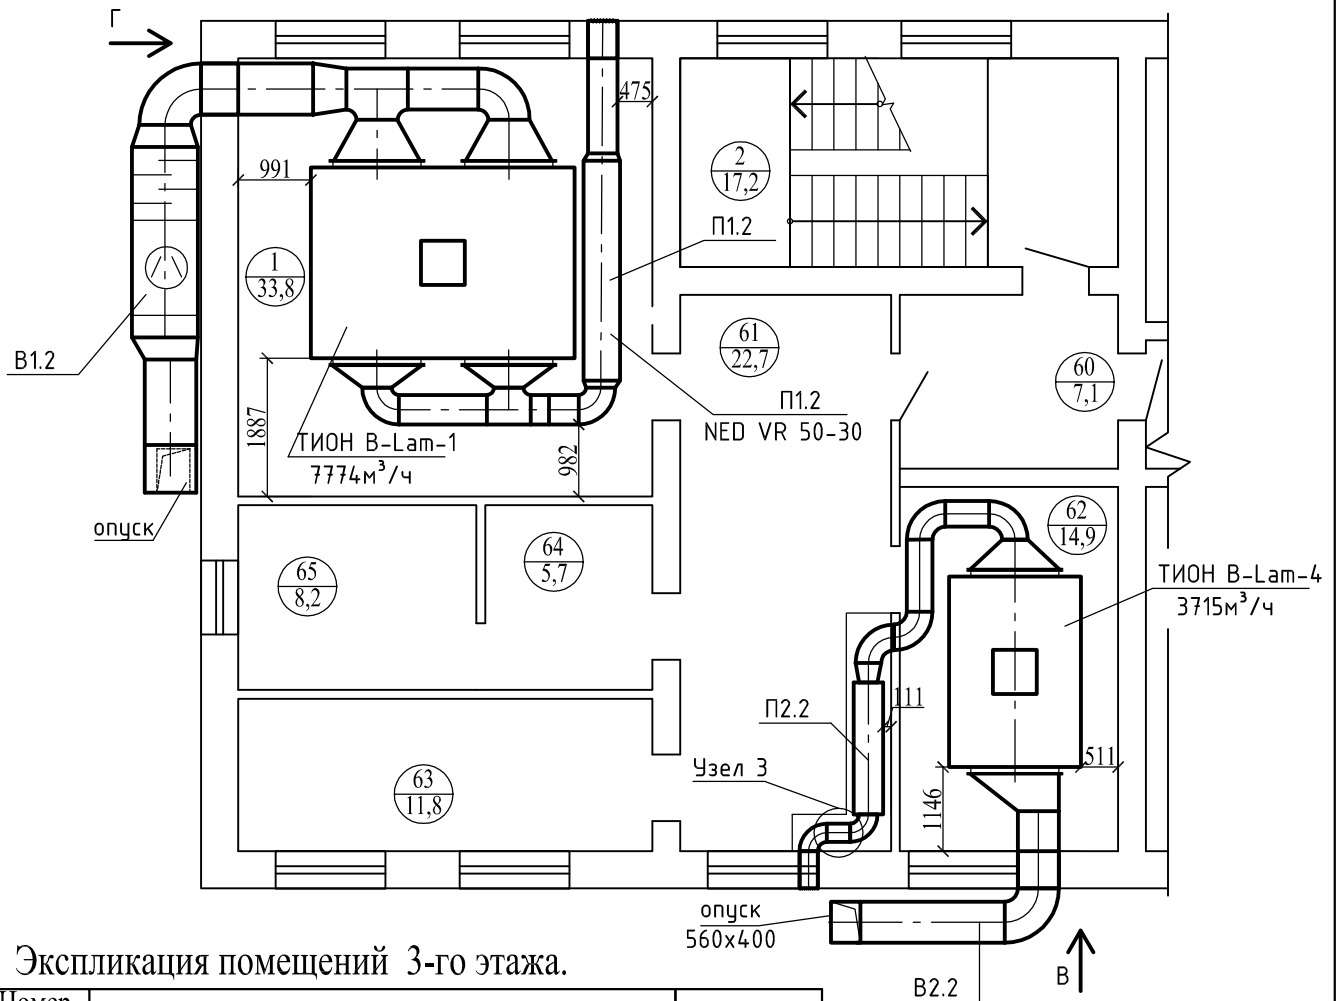 Г
475
991
2
17,2
П1.2
1
33,8
61
22,7
В1.2
60
7,1
П1.2
NED VR 50-30
1887
ТИОН B-Lam-1
7774м³/ч
982
опуск
62
14,9
64
5,7
65
8,2
ТИОН B-Lam-4
3715м³/ч
П2.2
111
Узел 3
511
63
11,8
1146
опуск
560х400
В
В2.2
Экспликация помещений 3-го этажа.
Номер